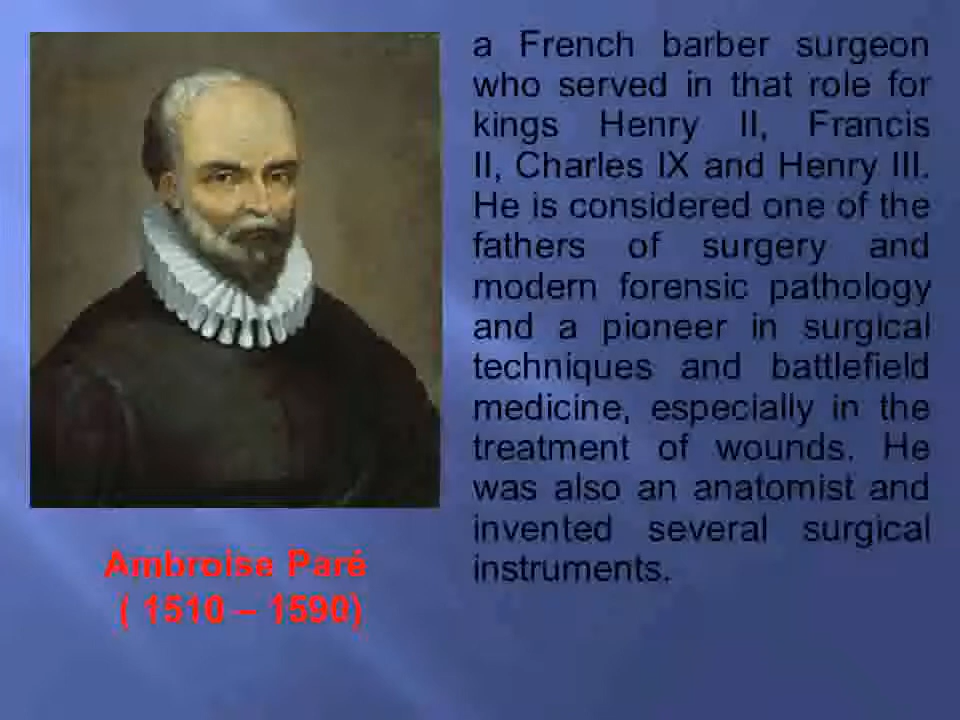 a French barber surgeon
who served in that role for
kings Henry II, Francis
II, Charles IX and Henry III.
He is considered one of the
fathers of surgery and
modern forensic pathology
and a pioneer in surgical
techniques and battlefield
medicine, especially in the
treatment of wounds. He
was also an anatomist and
invented several surgical
instruments.
Ambroise Paré
( 1510 – 1590)